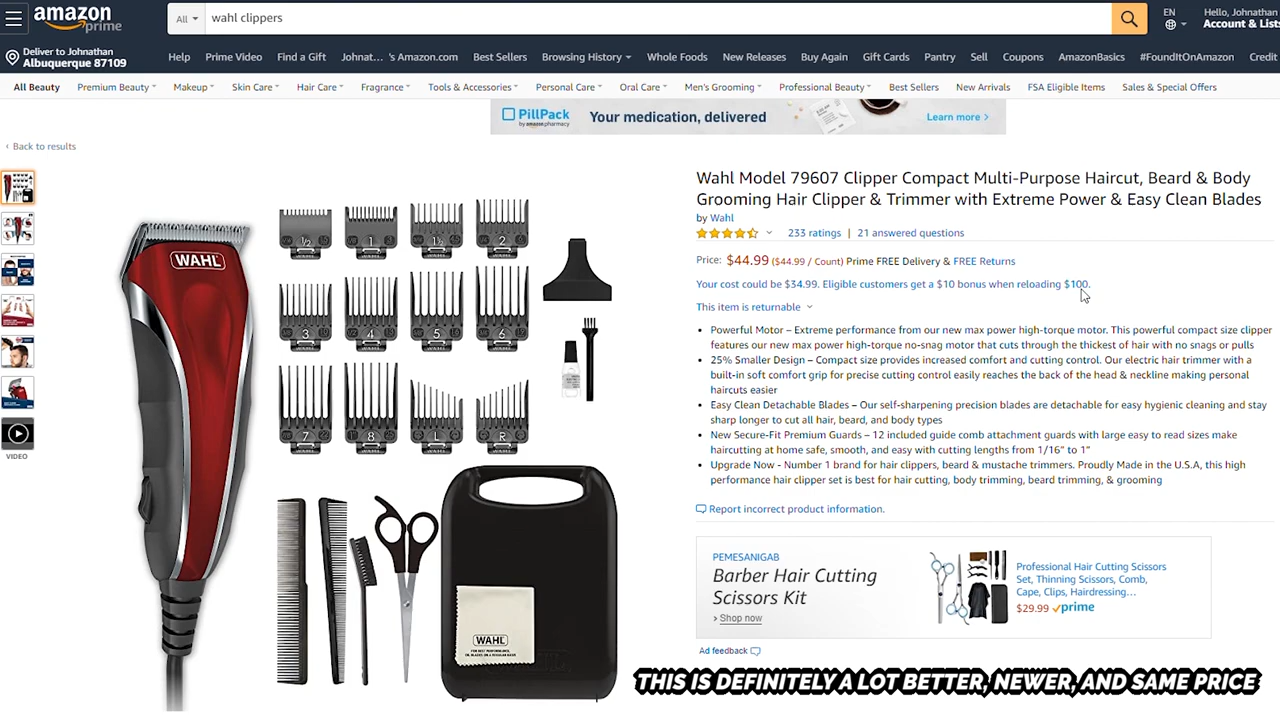 amazon
prime
All
wahl clippers
EN
Hello, Johnathan
Account & Lists
Deliver to Johnathan
Albuquerque 87109
Help
Prime Video
Find a Gift
Johnat... 's Amazon.com
Best Sellers
Browsing History
Whole Foods
New Releases
Buy Again
Gift Cards
Pantry
Sell
Coupons
AmazonBasics
#FoundItOnAmazon
Credit
All Beauty
Premium Beauty
Makeup
Skin Care
Hair Care
Fragrance
Tools & Accessories
Personal Care
Oral Care
Men's Grooming
Professional Beauty
Best Sellers
New Arrivals
FSA Eligible Items
Sales & Special Offers
PillPack
by amazon pharmacy
Your medication, delivered
Learn more >
‹ Back to results
VIDEO
WAHL
1/2
1
1½
2
3
4
5
6
7
8
L
R
WAHL
Wahl Model 79607 Clipper Compact Multi-Purpose Haircut, Beard & Body
Grooming Hair Clipper & Trimmer with Extreme Power & Easy Clean Blades
by Wahl
233 ratings | 21 answered questions
Price: $44.99 ($44.99 / Count) Prime FREE Delivery & FREE Returns
Your cost could be $34.99. Eligible customers get a $10 bonus when reloading $100.
This item is returnable
• Powerful Motor – Extreme performance from our new max power high-torque motor. This powerful compact size clipper
features our new max power high-torque no-snag motor that cuts through the thickest of hair with no snags or pulls
• 25% Smaller Design – Compact size provides increased comfort and cutting control. Our electric hair trimmer with a
built-in soft comfort grip for precise cutting control easily reaches the back of the head & neckline making personal
haircuts easier
• Easy Clean Detachable Blades – Our self-sharpening precision blades are detachable for easy hygienic cleaning and stay
sharp longer to cut all hair, beard, and body types
• New Secure-Fit Premium Guards – 12 included guide comb attachment guards with large easy to read sizes make
haircutting at home safe, smooth, and easy with cutting lengths from 1/16” to 1”
• Upgrade Now - Number 1 brand for hair clippers, beard & mustache trimmers. Proudly Made in the U.S.A, this high
performance hair clipper set is best for hair cutting, body trimming, beard trimming, & grooming
Report incorrect product information.
PEMESANIGAB
Barber Hair Cutting
Scissors Kit
› Shop now
Professional Hair Cutting Scissors
Set, Thinning Scissors, Comb,
Cape, Clips, Hairdressing...
$29.99 prime
Ad feedback
THIS IS DEFINITELY A LOT BETTER, NEWER, AND SAME PRICE